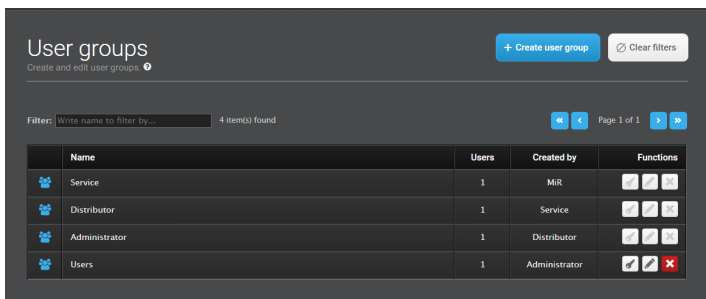 User groups
Create and edit user groups. ?
+ Create user group
Clear filters
Filter: Write name to filter by... 4 item(s) found
« ‹ Page 1 of 1 › »
Name Users Created by Functions
Service 1 MiR
Distributor 1 Service
Administrator 1 Distributor
Users 1 Administrator